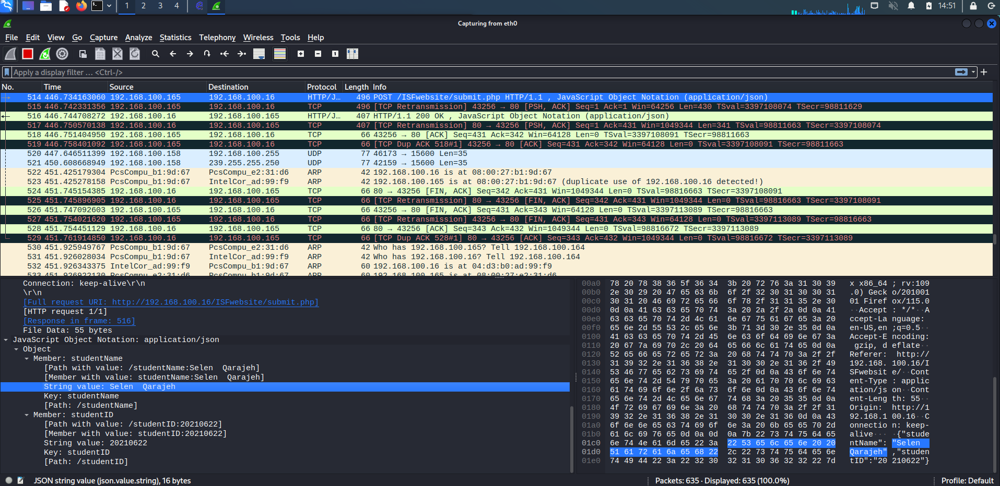 1 2 3 4 14:51
Capturing from eth0
File Edit View Go Capture Analyze Statistics Telephony Wireless Tools Help
Apply a display filter … <Ctrl-/>
No. Time Source Destination Protocol Length Info
514 446.734163060 192.168.100.165 192.168.100.16 HTTP/J… 496 POST /ISFwebsite/submit.php HTTP/1.1 , JavaScript Object Notation (application/json)
515 446.742331356 192.168.100.165 192.168.100.16 TCP 496 [TCP Retransmission] 43256 → 80 [PSH, ACK] Seq=1 Ack=1 Win=64256 Len=430 TSval=3397108074 TSecr=98811629
516 446.744708272 192.168.100.16 192.168.100.165 HTTP/J… 407 HTTP/1.1 200 OK , JavaScript Object Notation (application/json)
517 446.750570138 192.168.100.16 192.168.100.165 TCP 407 [TCP Retransmission] 80 → 43256 [PSH, ACK] Seq=1 Ack=431 Win=1049344 Len=341 TSval=98811663 TSecr=3397108074
518 446.751404950 192.168.100.165 192.168.100.16 TCP 66 43256 → 80 [ACK] Seq=431 Ack=342 Win=64128 Len=0 TSval=3397108091 TSecr=98811663
519 446.758401092 192.168.100.165 192.168.100.16 TCP 66 [TCP Dup ACK 518#1] 43256 → 80 [ACK] Seq=431 Ack=342 Win=64128 Len=0 TSval=3397108091 TSecr=98811663
520 447.646511399 192.168.100.158 192.168.100.255 UDP 77 46173 → 15600 Len=35
521 450.608668949 192.168.100.158 239.255.255.250 UDP 77 42159 → 15600 Len=35
522 451.425179304 PcsCompu_b1:9d:67 PcsCompu_e2:31:d6 ARP 42 192.168.100.16 is at 08:00:27:b1:9d:67
523 451.425278158 PcsCompu_b1:9d:67 IntelCor_ad:99:f9 ARP 42 192.168.100.165 is at 08:00:27:b1:9d:67 (duplicate use of 192.168.100.16 detected!)
524 451.745154385 192.168.100.16 192.168.100.165 TCP 66 80 → 43256 [FIN, ACK] Seq=342 Ack=431 Win=1049344 Len=0 TSval=98816663 TSecr=3397108091
525 451.745896905 192.168.100.16 192.168.100.165 TCP 66 [TCP Retransmission] 80 → 43256 [FIN, ACK] Seq=342 Ack=431 Win=1049344 Len=0 TSval=98816663 TSecr=3397108091
526 451.747092603 192.168.100.165 192.168.100.16 TCP 66 43256 → 80 [FIN, ACK] Seq=431 Ack=343 Win=64128 Len=0 TSval=3397113089 TSecr=98816663
527 451.754021620 192.168.100.165 192.168.100.16 TCP 66 [TCP Retransmission] 43256 → 80 [FIN, ACK] Seq=431 Ack=343 Win=64128 Len=0 TSval=3397113089 TSecr=98816663
528 451.754451129 192.168.100.16 192.168.100.165 TCP 66 80 → 43256 [ACK] Seq=343 Ack=432 Win=1049344 Len=0 TSval=98816672 TSecr=3397113089
529 451.761914850 192.168.100.16 192.168.100.165 TCP 66 [TCP Dup ACK 528#1] 80 → 43256 [ACK] Seq=343 Ack=432 Win=1049344 Len=0 TSval=98816672 TSecr=3397113089
530 451.925949767 PcsCompu_b1:9d:67 PcsCompu_e2:31:d6 ARP 42 Who has 192.168.100.165? Tell 192.168.100.164
531 451.926028034 PcsCompu_b1:9d:67 IntelCor_ad:99:f9 ARP 42 Who has 192.168.100.16? Tell 192.168.100.164
532 451.926343375 IntelCor_ad:99:f9 PcsCompu_b1:9d:67 ARP 60 192.168.100.16 is at 04:d3:b0:ad:99:f9
533 451.926922130 PcsCompu_e2:31:d6 PcsCompu_b1:9d:67 ARP 60 192.168.100.165 is at 08:00:27:e2:31:d6
Connection: keep-alive\r\n
\r\n
[Full request URI: http://192.168.100.16/ISFwebsite/submit.php]
[HTTP request 1/1]
[Response in frame: 516]
File Data: 55 bytes
JavaScript Object Notation: application/json
Object
Member: studentName
[Path with value: /studentName:Selen  Qarajeh]
[Member with value: studentName:Selen  Qarajeh]
String value: Selen  Qarajeh
Key: studentName
[Path: /studentName]
Member: studentID
[Path with value: /studentID:20210622]
[Member with value: studentID:20210622]
String value: 20210622
Key: studentID
[Path: /studentID]
00a0 78 20 78 38 36 5f 36 34 3b 20 72 76 3a 31 30 39 x x86_64 ; rv:109
00b0 2e 30 29 20 47 65 63 6b 6f 2f 32 30 31 30 30 31 .0) Geck o/201001
00c0 30 31 20 46 69 72 65 66 6f 78 2f 31 31 35 2e 30 01 Firef ox/115.0
00d0 0d 0a 41 63 63 65 70 74 3a 20 2a 2f 2a 0d 0a 41 ··Accept : */*··A
00e0 63 63 65 70 74 2d 4c 61 6e 67 75 61 67 65 3a 20 ccept-La nguage:
00f0 65 6e 2d 55 53 2c 65 6e 3b 71 3d 30 2e 35 0d 0a en-US,en ;q=0.5··
0100 41 63 63 65 70 74 2d 45 6e 63 6f 64 69 6e 67 3a Accept-E ncoding:
0110 20 67 7a 69 70 2c 20 64 65 66 6c 61 74 65 0d 0a gzip, d eflate··
0120 52 65 66 65 72 65 72 3a 20 68 74 74 70 3a 2f 2f Referer: http://
0130 31 39 32 2e 31 36 38 2e 31 30 30 2e 31 36 2f 49 192.168. 100.16/I
0140 53 46 77 65 62 73 69 74 65 2f 0d 0a 43 6f 6e 74 SFwebsit e/··Cont
0150 65 6e 74 2d 54 79 70 65 3a 20 61 70 70 6c 69 63 ent-Type : applic
0160 61 74 69 6f 6e 2f 6a 73 6f 6e 0d 0a 43 6f 6e 74 ation/js on··Cont
0170 65 6e 74 2d 4c 65 6e 67 74 68 3a 20 35 35 0d 0a ent-Leng th: 55··
0180 4f 72 69 67 69 6e 3a 20 68 74 74 70 3a 2f 2f 31 Origin: http://1
0190 39 32 2e 31 36 38 2e 31 30 30 2e 31 36 0d 0a 43 92.168.1 00.16··C
01a0 6f 6e 6e 65 63 74 69 6f 6e 3a 20 6b 65 65 70 2d onnectio n: keep-
01b0 61 6c 69 76 65 0d 0a 0d 0a 7b 22 73 74 75 64 65 alive··· ·{"stude
01c0 6e 74 4e 61 6d 65 22 3a 22 53 65 6c 65 6e 20 20 ntName": "Selen
01d0 51 61 72 61 6a 65 68 22 2c 22 73 74 75 64 65 6e Qarajeh" ,"studen
01e0 74 49 44 22 3a 22 32 30 32 31 30 36 32 32 22 7d tID":"20 210622"}
JSON string value (json.value.string), 16 bytes Packets: 635 · Displayed: 635 (100.0%) Profile: Default